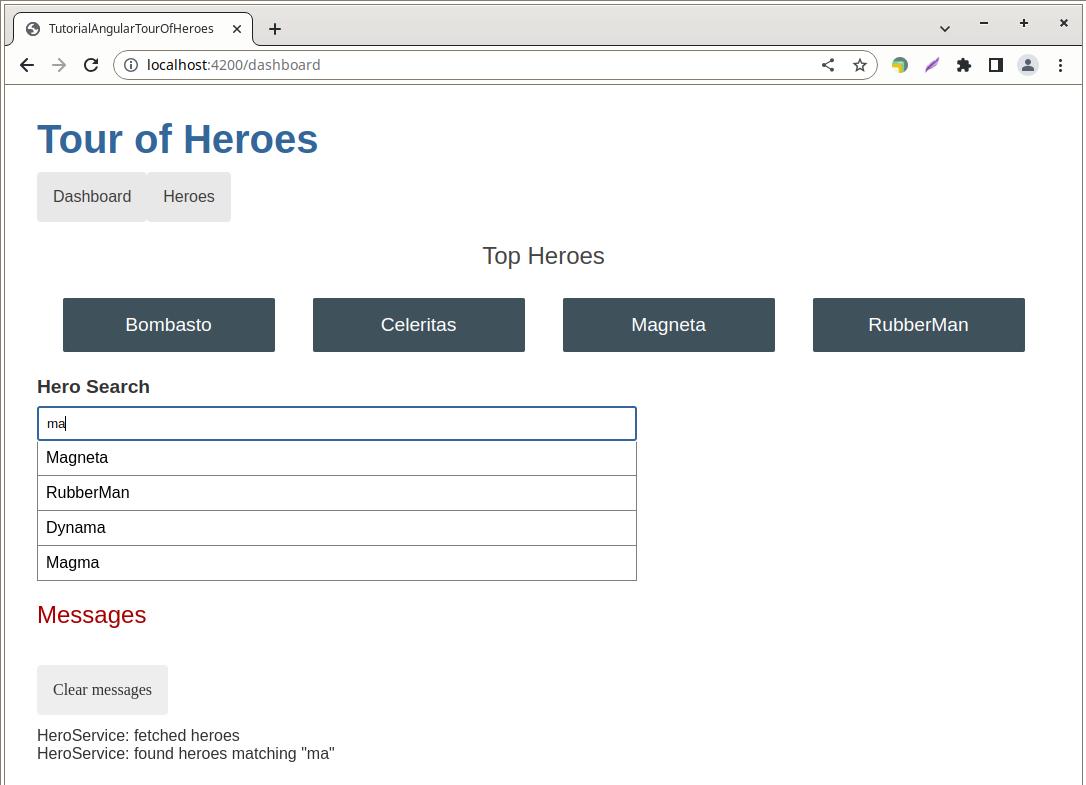 TutorialAngularTourOfHeroes
localhost:4200/dashboard
Tour of Heroes
Dashboard Heroes
Top Heroes
Bombasto Celeritas Magneta RubberMan
Hero Search
ma
Magneta
RubberMan
Dynama
Magma
Messages
Clear messages
HeroService: fetched heroes
HeroService: found heroes matching "ma"